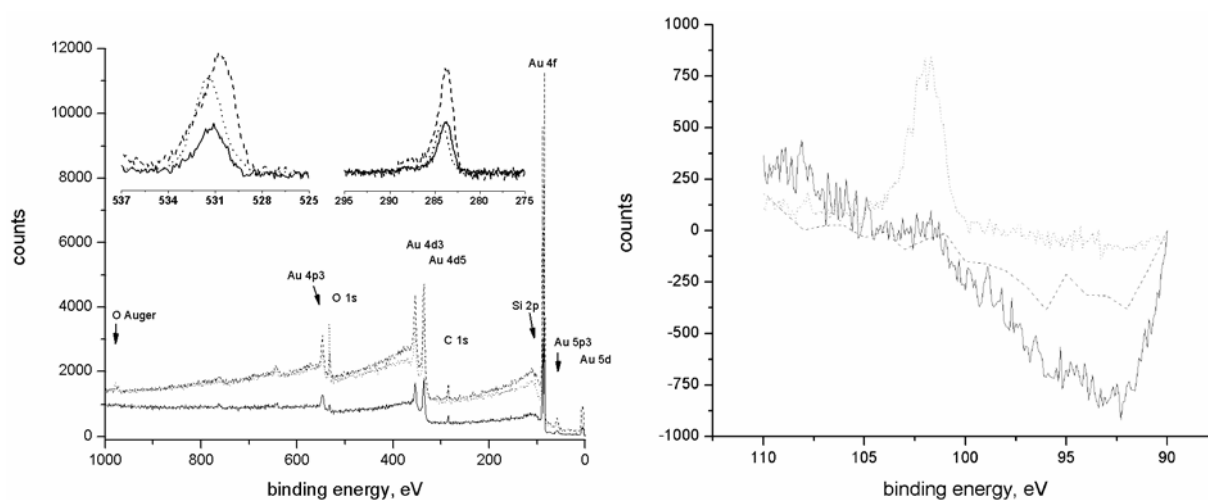 12000
10000
8000
6000
4000
2000
0
counts
537 534 531 528 525
295 290 285 280 275
Au 4f
Au 4d3
Au 4d5
Au 4p3
O 1s
Si 2p
C 1s
O Auger
Au 5p3
Au 5d
1000 800 600 400 200 0
binding energy, eV
1000
750
500
250
0
-250
-500
-750
-1000
counts
110 105 100 95 90
binding energy, eV